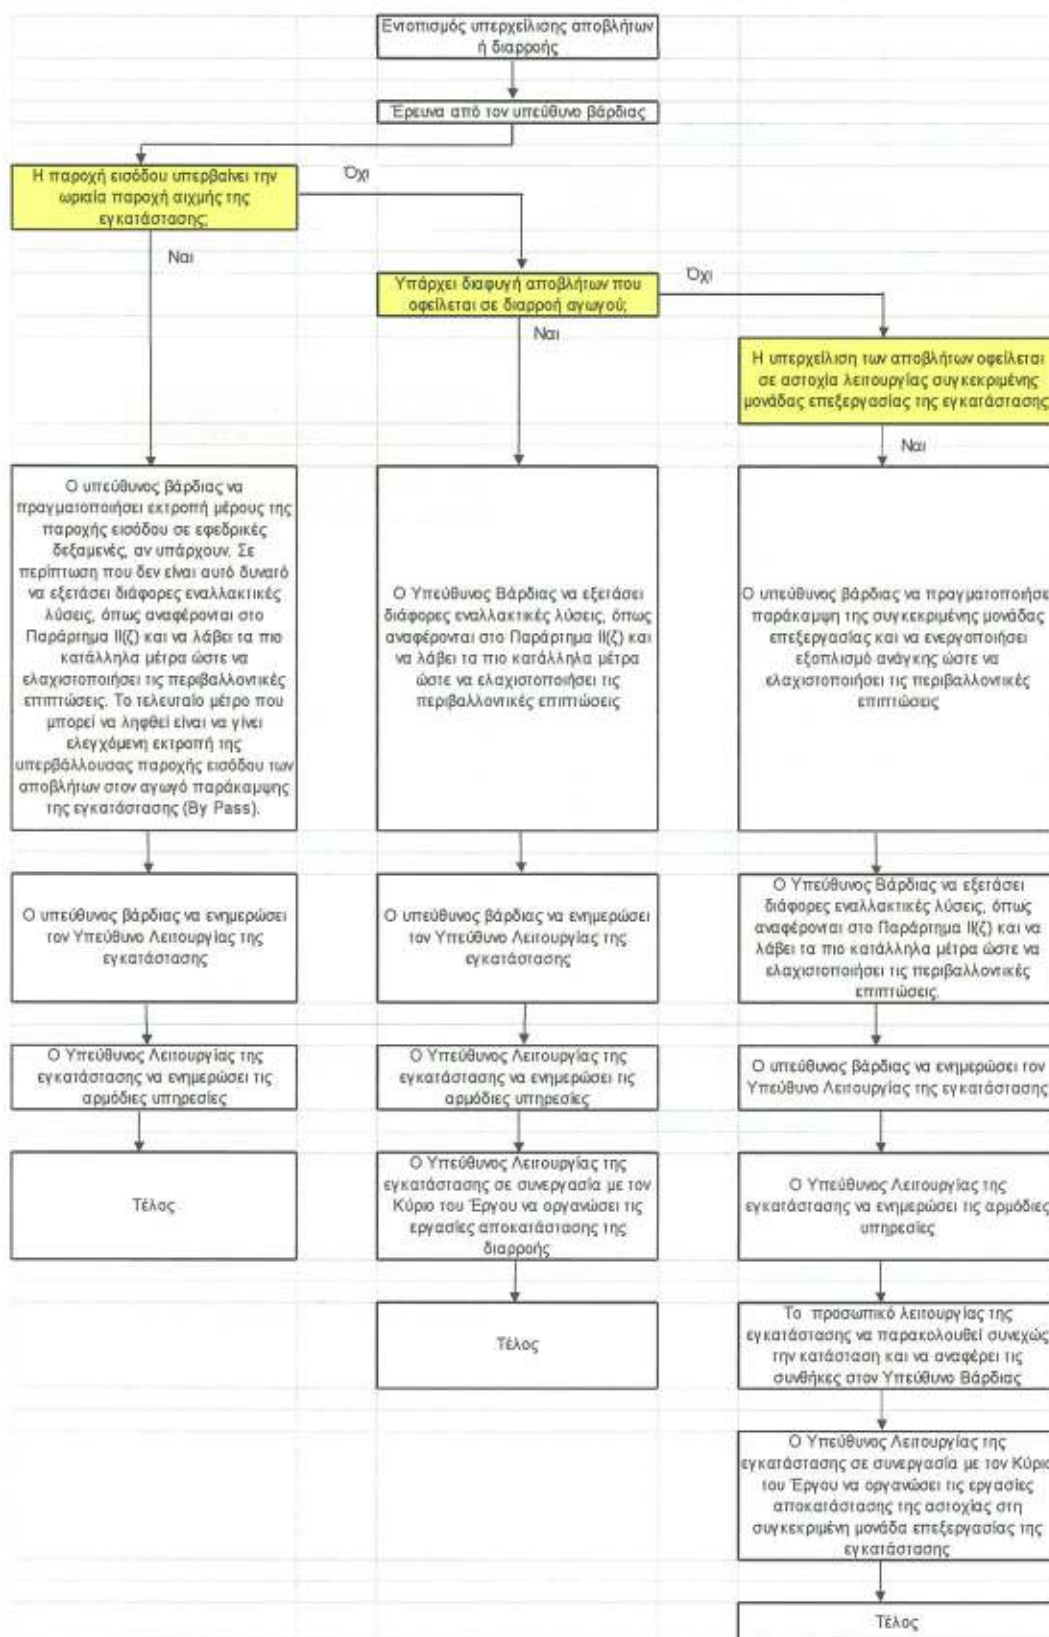 Εντοπισμός υπερχείλισης αποβλήτων
ή διαρροής
Έρευνα από τον υπεύθυνο βάρδιας
Η παροχή εισόδου υπερβαίνει την
ωριαία παροχή αιχμής της
εγκατάστασης;
Όχι
Ναι
Υπάρχει διαφυγή αποβλήτων που
οφείλεται σε διαρροή αγωγού;
Όχι
Ναι
Η υπερχείλιση των αποβλήτων οφείλεται
σε αστοχία λειτουργίας συγκεκριμένης
μονάδας επεξεργασίας της εγκατάστασης;
Ναι
Ο υπεύθυνος βάρδιας να
πραγματοποιήσει εκτροπή μέρους της
παροχής εισόδου σε εφεδρικές
δεξαμενές, αν υπάρχουν. Σε
περίπτωση που δεν είναι αυτό δυνατό
να εξετάσει διάφορες εναλλακτικές
λύσεις, όπως αναφέρονται στο
Παράρτημα ΙΙ(ζ) και να λάβει τα πιο
κατάλληλα μέτρα ώστε να
ελαχιστοποιήσει τις περιβαλλοντικές
επιπτώσεις. Το τελευταίο μέτρο που
μπορεί να ληφθεί είναι να γίνει
ελεγχόμενη εκτροπή της
υπερβάλλουσας παροχής εισόδου των
αποβλήτων στον αγωγό παράκαμψης
της εγκατάστασης (By Pass).
Ο υπεύθυνος βάρδιας να ενημερώσει
τον Υπεύθυνο Λειτουργίας της
εγκατάστασης
Ο Υπεύθυνος Λειτουργίας της
εγκατάστασης να ενημερώσει τις
αρμόδιες υπηρεσίες
Τέλος
Ο Υπεύθυνος Βάρδιας να εξετάσει
διάφορες εναλλακτικές λύσεις, όπως
αναφέρονται στο Παράρτημα ΙΙ(ζ) και
να λάβει τα πιο κατάλληλα μέτρα
ώστε να ελαχιστοποιήσει τις
περιβαλλοντικές επιπτώσεις
Ο υπεύθυνος βάρδιας να ενημερώσει
τον Υπεύθυνο Λειτουργίας της
εγκατάστασης
Ο Υπεύθυνος Λειτουργίας της
εγκατάστασης να ενημερώσει τις
αρμόδιες υπηρεσίες
Ο Υπεύθυνος Λειτουργίας της
εγκατάστασης σε συνεργασία με τον
Κύριο του Έργου να οργανώσει τις
εργασίες αποκατάστασης της
διαρροής
Τέλος
Ο υπεύθυνος βάρδιας να πραγματοποιήσει
παράκαμψη της συγκεκριμένης μονάδας
επεξεργασίας και να ενεργοποιήσει
εξοπλισμό ανάγκης ώστε να
ελαχιστοποιήσει τις περιβαλλοντικές
επιπτώσεις
Ο Υπεύθυνος Βάρδιας να εξετάσει
διάφορες εναλλακτικές λύσεις, όπως
αναφέρονται στο Παράρτημα ΙΙ(ζ) και να
λάβει τα πιο κατάλληλα μέτρα ώστε να
ελαχιστοποιήσει τις περιβαλλοντικές
επιπτώσεις.
Ο υπεύθυνος βάρδιας να ενημερώσει τον
Υπεύθυνο Λειτουργίας της εγκατάστασης
Ο Υπεύθυνος Λειτουργίας της
εγκατάστασης να ενημερώσει τις αρμόδιες
υπηρεσίες
Το προσωπικό λειτουργίας της
εγκατάστασης να παρακολουθεί συνεχώς
την κατάσταση και να αναφέρει τις
συνθήκες στον Υπεύθυνο Βάρδιας
Ο Υπεύθυνος Λειτουργίας της
εγκατάστασης σε συνεργασία με τον Κύριο
του Έργου να οργανώσει τις εργασίες
αποκατάστασης της αστοχίας στη
συγκεκριμένη μονάδα επεξεργασίας της
εγκατάστασης
Τέλος